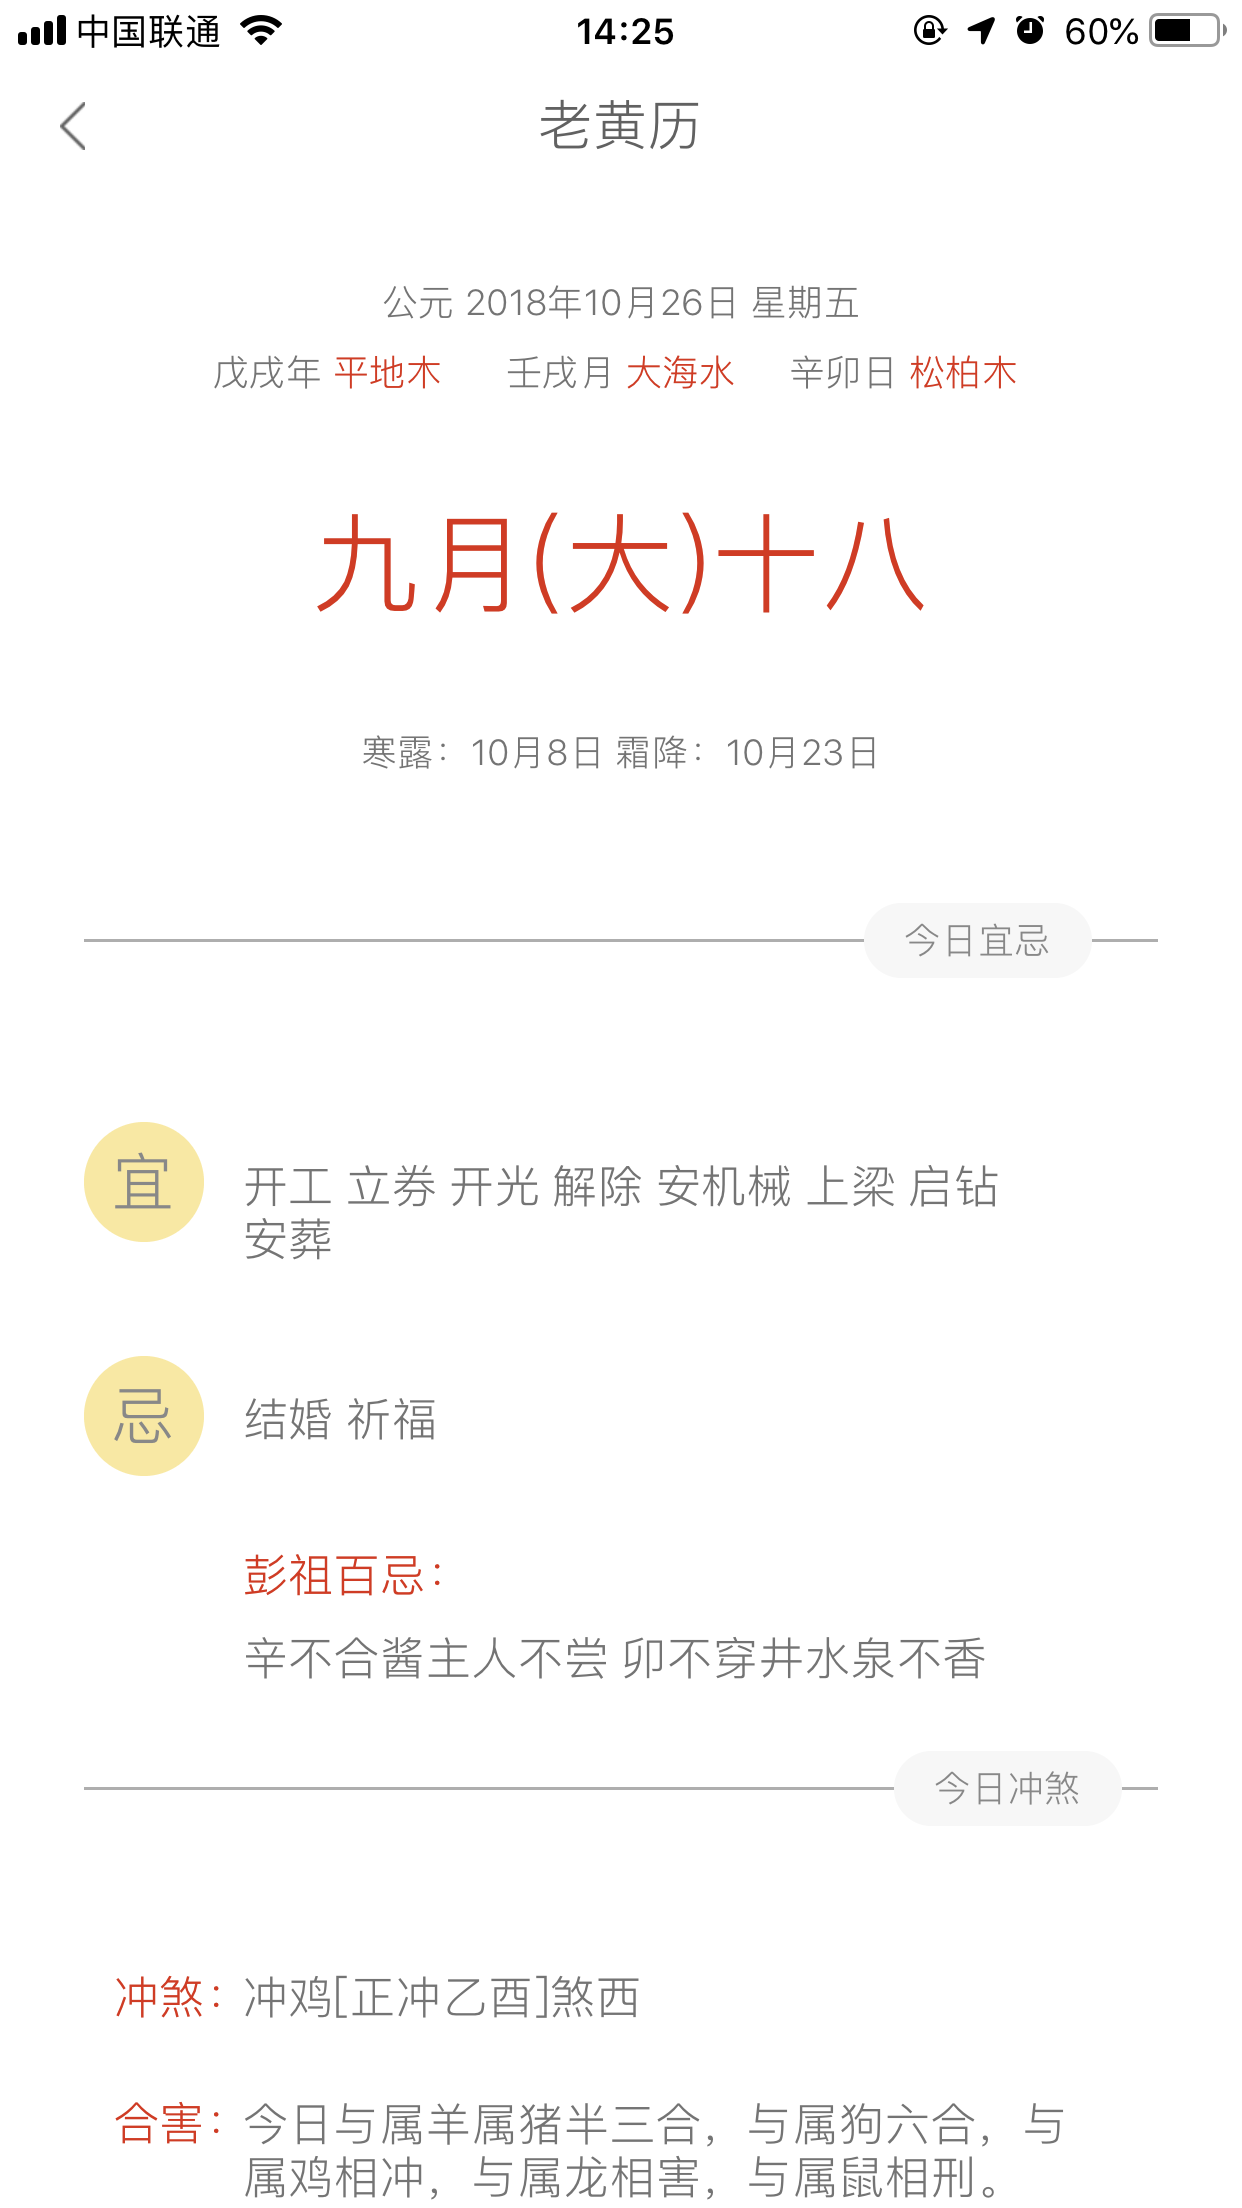 中国联通 14:25 60%
老黄历
公元 2018年10月26日 星期五
戊戌年 平地木 壬戌月 大海水 辛卯日 松柏木
九月(大)十八
寒露：10月8日 霜降：10月23日
今日宜忌
宜 开工 立券 开光 解除 安机械 上梁 启钻
安葬
忌 结婚 祈福
彭祖百忌：
辛不合酱主人不尝 卯不穿井水泉不香
今日冲煞
冲煞：冲鸡[正冲乙酉]煞西
合害：今日与属羊属猪半三合，与属狗六合，与
属鸡相冲，与属龙相害，与属鼠相刑。